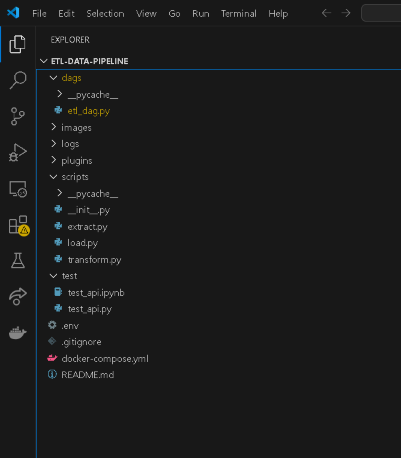 File Edit Selection View Go Run Terminal Help
EXPLORER
ETL-DATA-PIPELINE
dags
__pycache__
etl_dag.py
images
logs
plugins
scripts
__pycache__
__init__.py
extract.py
load.py
transform.py
test
test_api.ipynb
test_api.py
.env
.gitignore
docker-compose.yml
README.md